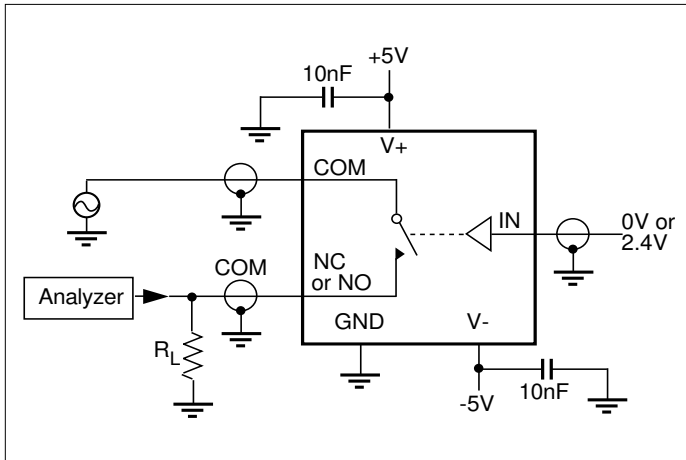 +5V
10nF
V+
COM
IN
0V or
2.4V
COM
NC
or NO
Analyzer
GND
V-
RL
-5V
10nF